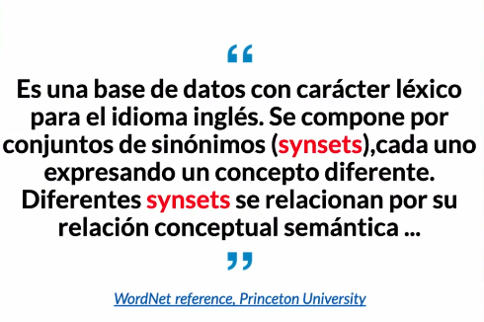 “
Es una base de datos con carácter léxico
para el idioma inglés. Se compone por
conjuntos de sinónimos (synsets),cada uno
expresando un concepto diferente.
Diferentes synsets se relacionan por su
relación conceptual semántica ...
”
WordNet reference, Princeton University